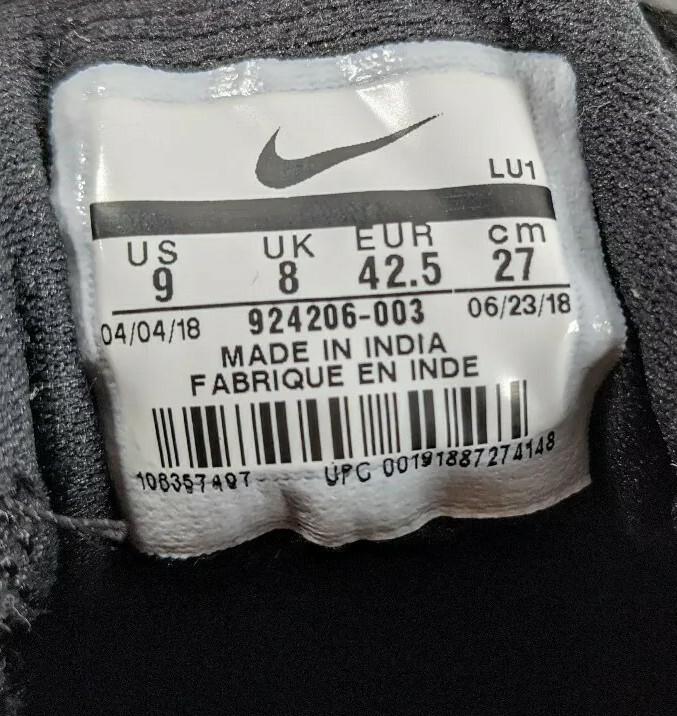 LU1
US UK EUR cm
9 8 42.5 27
04/04/18 924206-003 06/23/18
MADE IN INDIA
FABRIQUE EN INDE
108357497 UPC 00191887274148